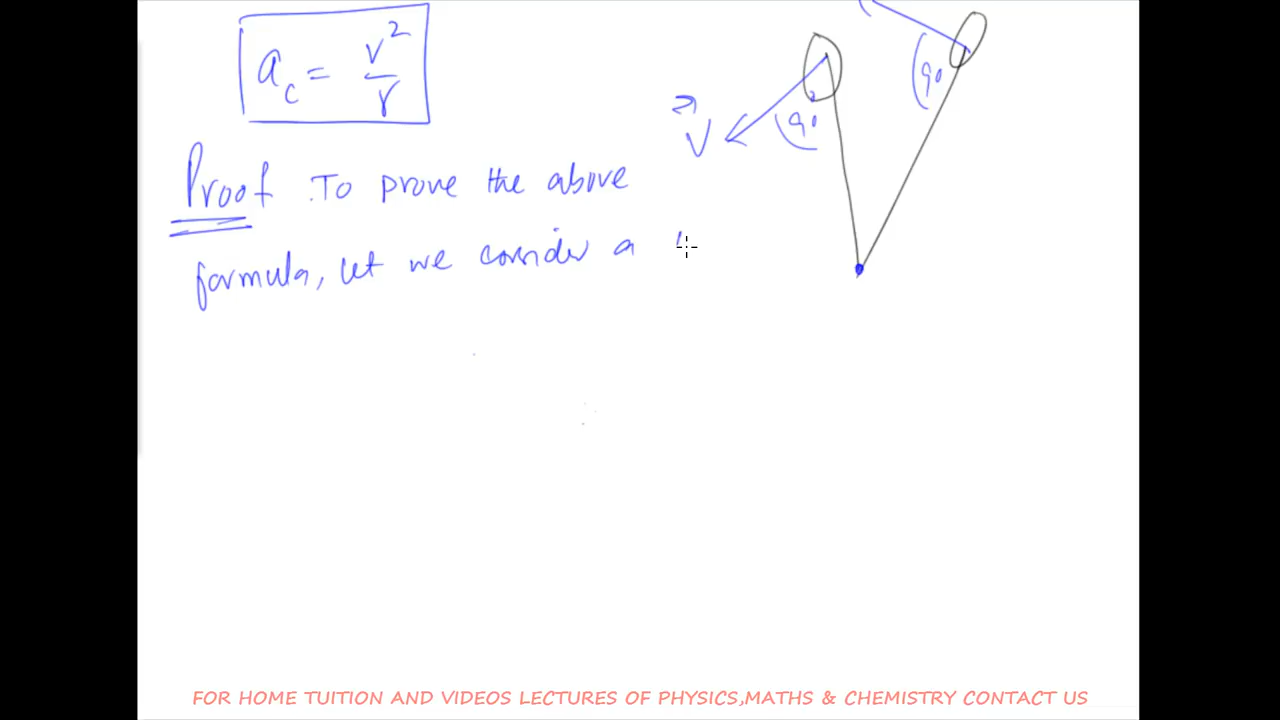 a_c = v²/r
90
90°
V⃗
Proof . To prove the above
formula, let we consider a
FOR HOME TUITION AND VIDEOS LECTURES OF PHYSICS,MATHS & CHEMISTRY CONTACT US